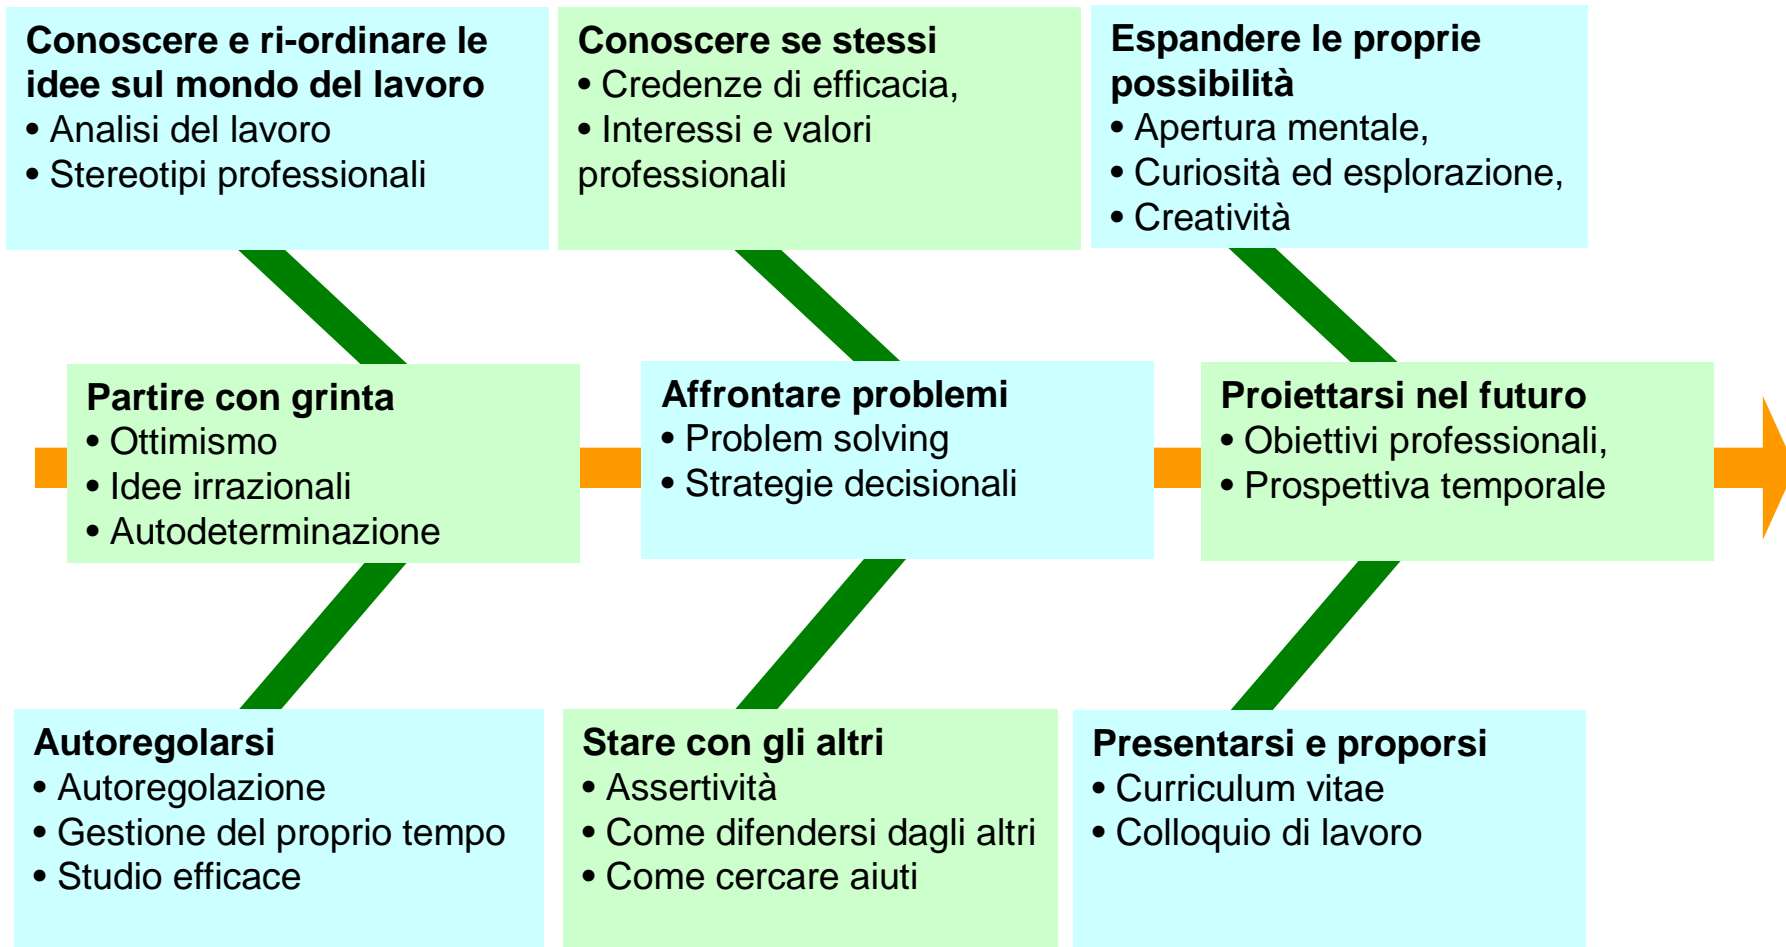 Conoscere e ri-ordinare le
idee sul mondo del lavoro
• Analisi del lavoro
• Stereotipi professionali
Conoscere se stessi
• Credenze di efficacia,
• Interessi e valori
professionali
Espandere le proprie
possibilità
• Apertura mentale,
• Curiosità ed esplorazione,
• Creatività
Partire con grinta
• Ottimismo
• Idee irrazionali
• Autodeterminazione
Affrontare problemi
• Problem solving
• Strategie decisionali
Proiettarsi nel futuro
• Obiettivi professionali,
• Prospettiva temporale
Autoregolarsi
• Autoregolazione
• Gestione del proprio tempo
• Studio efficace
Stare con gli altri
• Assertività
• Come difendersi dagli altri
• Come cercare aiuti
Presentarsi e proporsi
• Curriculum vitae
• Colloquio di lavoro